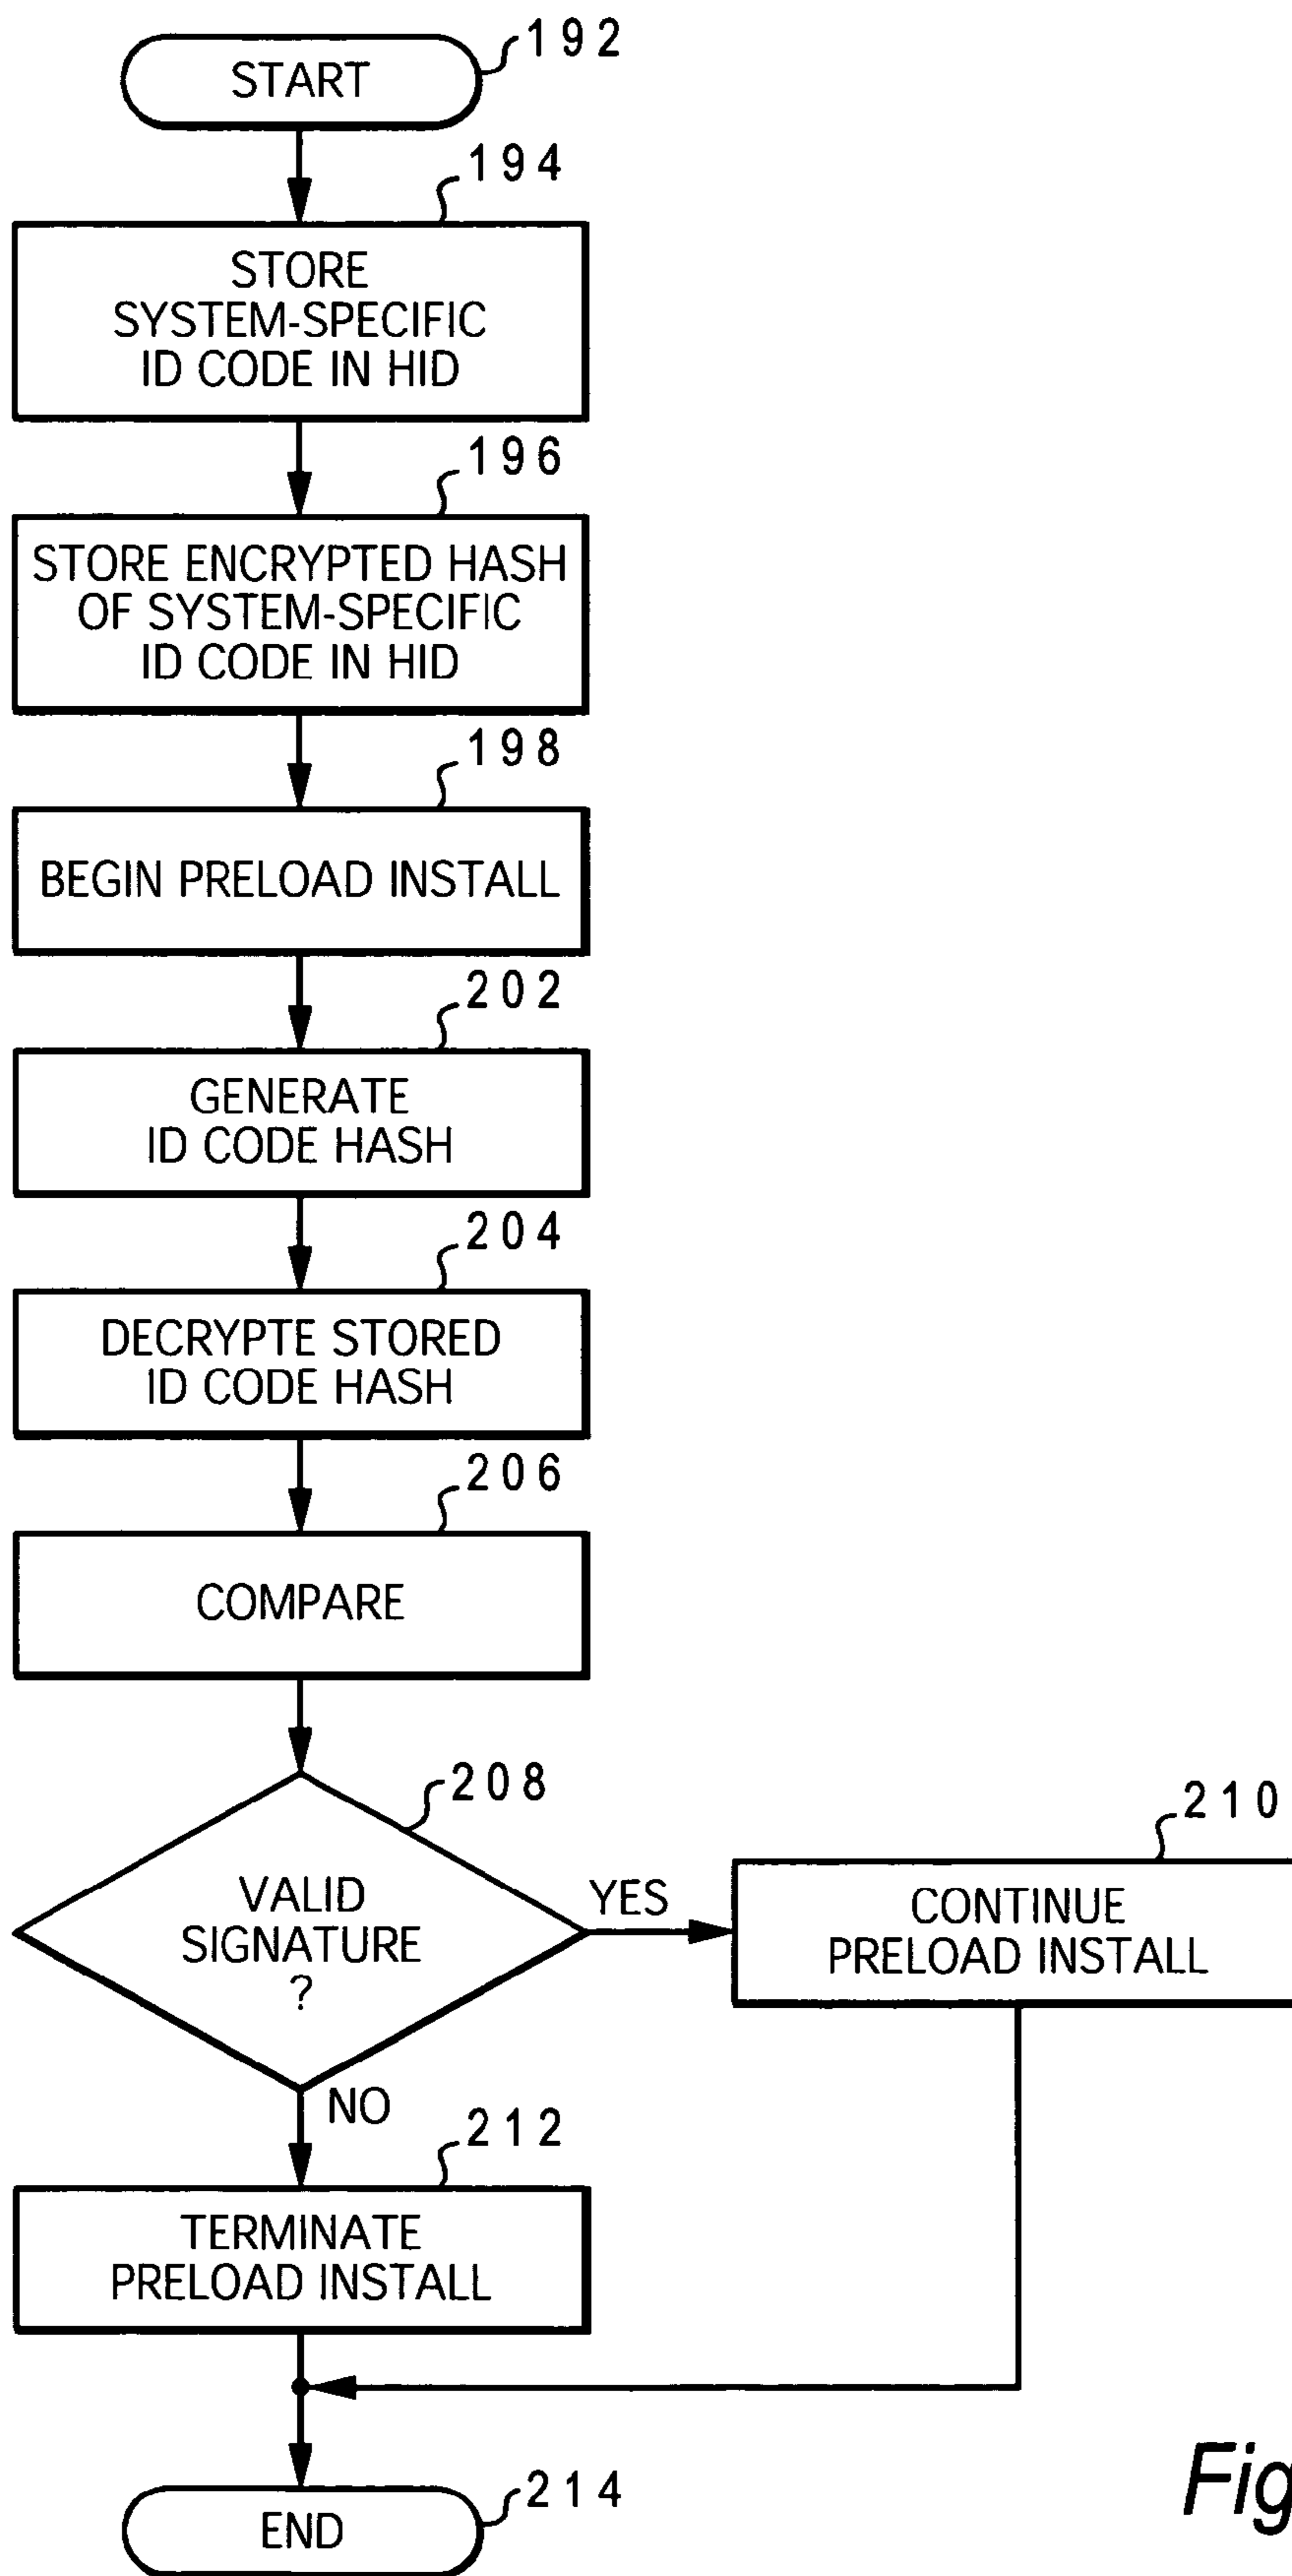 192
START
194
STORE
SYSTEM-SPECIFIC
ID CODE IN HID
196
STORE ENCRYPTED HASH
OF SYSTEM-SPECIFIC
ID CODE IN HID
198
BEGIN PRELOAD INSTALL
202
GENERATE
ID CODE HASH
204
DECRYPTE STORED
ID CODE HASH
206
COMPARE
208
VALID
SIGNATURE
?
YES
210
CONTINUE
PRELOAD INSTALL
NO
212
TERMINATE
PRELOAD INSTALL
214
END
Fig